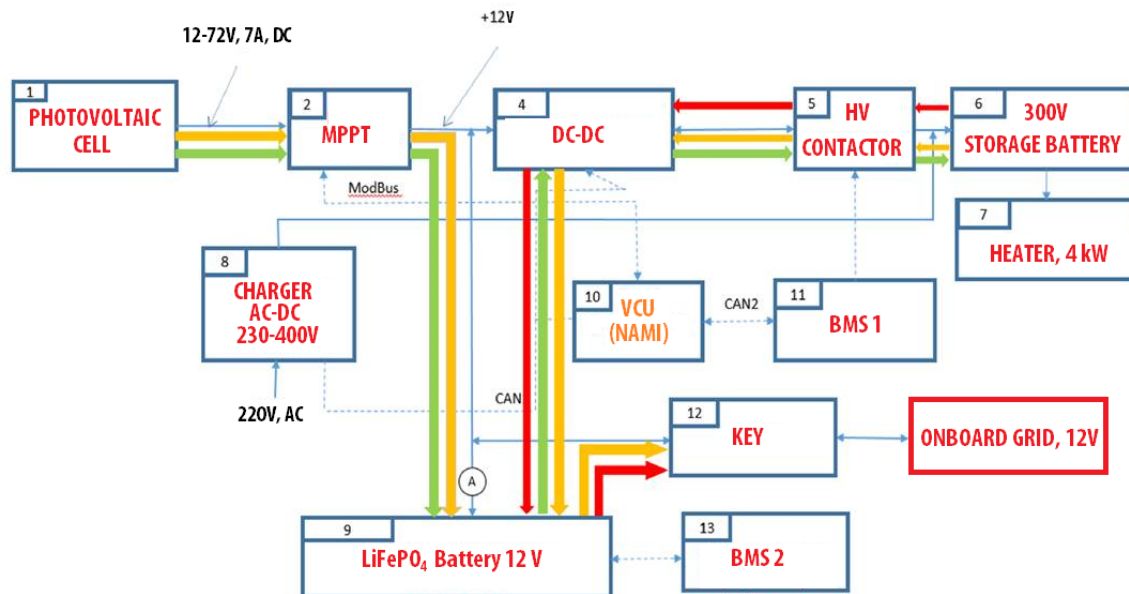 12-72V, 7A, DC
+12V
1
PHOTOVOLTAIC
CELL
2
MPPT
4
DC-DC
5
HV
CONTACTOR
6
300V
STORAGE BATTERY
ModBus
7
HEATER, 4 kW
8
CHARGER
AC-DC
230-400V
10
VCU
(NAMI)
CAN2
11
BMS 1
220V, AC
CAN
12
KEY
ONBOARD GRID, 12V
A
9
LiFePO₄ Battery 12 V
13
BMS 2